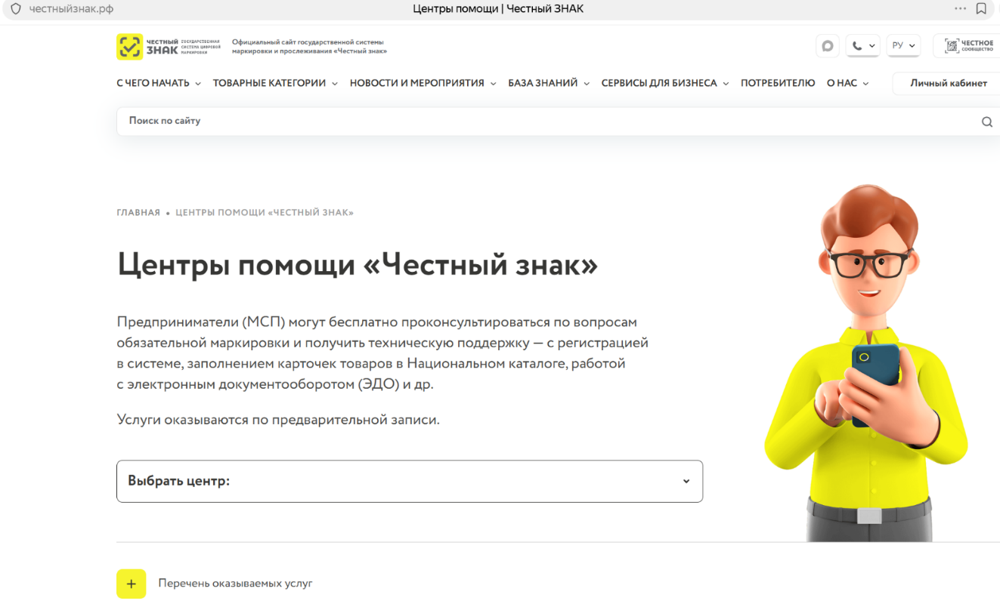 честныйзнак.рф
Центры помощи | Честный ЗНАК
ЧЕСТНЫЙ ЗНАК
ГОСУДАРСТВЕННАЯ СИСТЕМА ЦИФРОВОЙ МАРКИРОВКИ
Официальный сайт государственной системы
маркировки и прослеживания «Честный знак»
РУ
ЧЕСТНОЕ
СООБЩЕСТВО
С ЧЕГО НАЧАТЬ ТОВАРНЫЕ КАТЕГОРИИ НОВОСТИ И МЕРОПРИЯТИЯ БАЗА ЗНАНИЙ СЕРВИСЫ ДЛЯ БИЗНЕСА ПОТРЕБИТЕЛЮ О НАС Личный кабинет
Поиск по сайту
ГЛАВНАЯ • ЦЕНТРЫ ПОМОЩИ «ЧЕСТНЫЙ ЗНАК»
Центры помощи «Честный знак»
Предприниматели (МСП) могут бесплатно проконсультироваться по вопросам
обязательной маркировки и получить техническую поддержку — с регистрацией
в системе, заполнением карточек товаров в Национальном каталоге, работой
с электронным документооборотом (ЭДО) и др.
Услуги оказываются по предварительной записи.
Выбрать центр:
+ Перечень оказываемых услуг